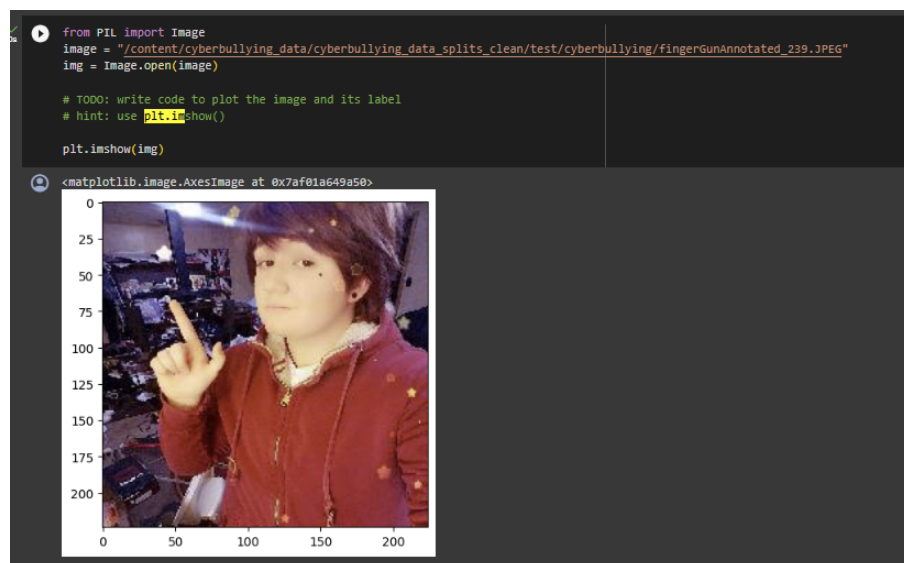 from PIL import Image
image = "/content/cyberbullying_data/cyberbullying_data_splits_clean/test/cyberbullying/fingerGunAnnotated_239.JPEG"
img = Image.open(image)
# TODO: write code to plot the image and its label
# hint: use plt.imshow()
plt.imshow(img)
<matplotlib.image.AxesImage at 0x7af01a649a50>
0
25
50
75
100
125
150
175
200
0 50 100 150 200